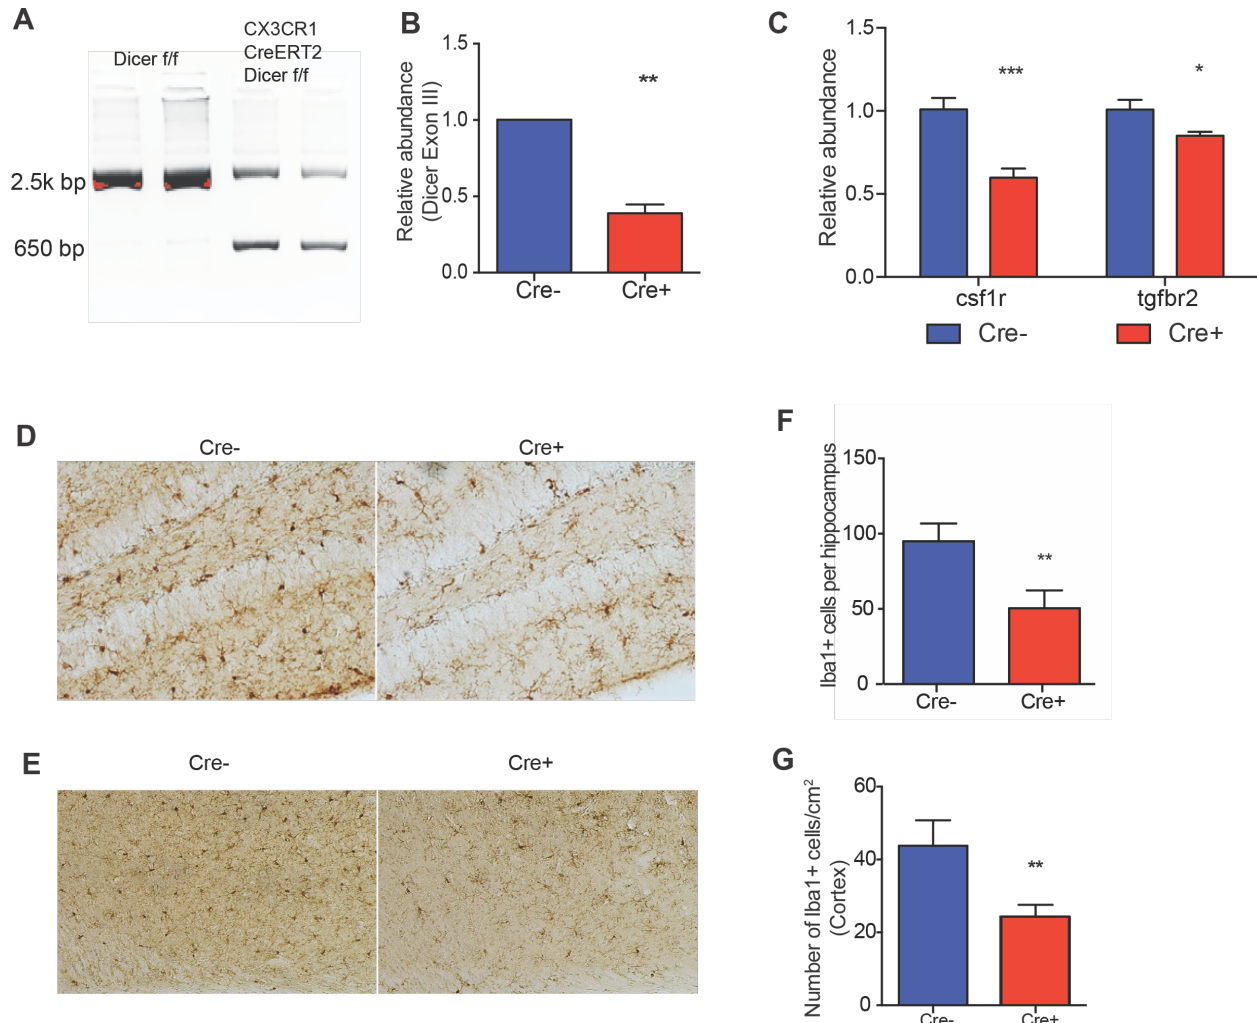 A
Dicer f/f
CX3CR1
CreERT2
Dicer f/f
2.5k bp
650 bp
B
Relative abundance
(Dicer Exon III)
1.5
1.0
0.5
0.0
**
Cre-
Cre+
C
Relative abundance
1.5
1.0
0.5
0.0
***
*
csf1r
tgfbr2
Cre-
Cre+
D
Cre-
Cre+
E
Cre-
Cre+
F
Iba1+ cells per hippocampus
150
100
50
0
**
Cre-
Cre+
G
Number of Iba1+ cells/cm²
(Cortex)
60
40
20
0
**
Cre-
Cre+